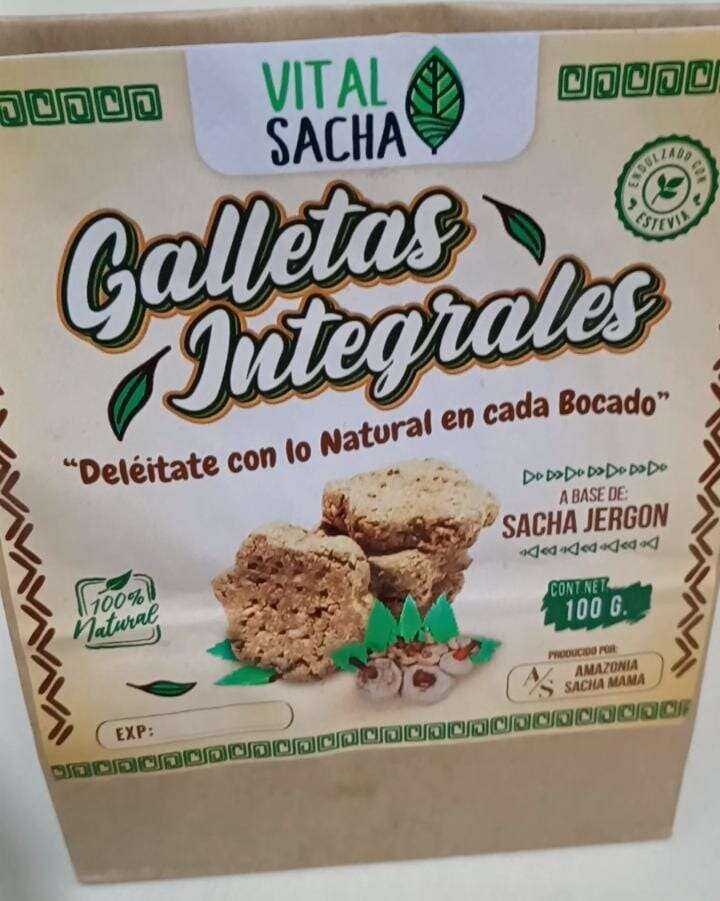 VITAL
SACHA
ENDULZADO CON
ESTEVIA
Galletas
Integrales
“Deléitate con lo Natural en cada Bocado”
A BASE DE:
SACHA JERGON
100%
Natural
CONT.NET.
100 G.
PRODUCIDO POR:
A/S
AMAZONIA
SACHA MAMA
EXP: